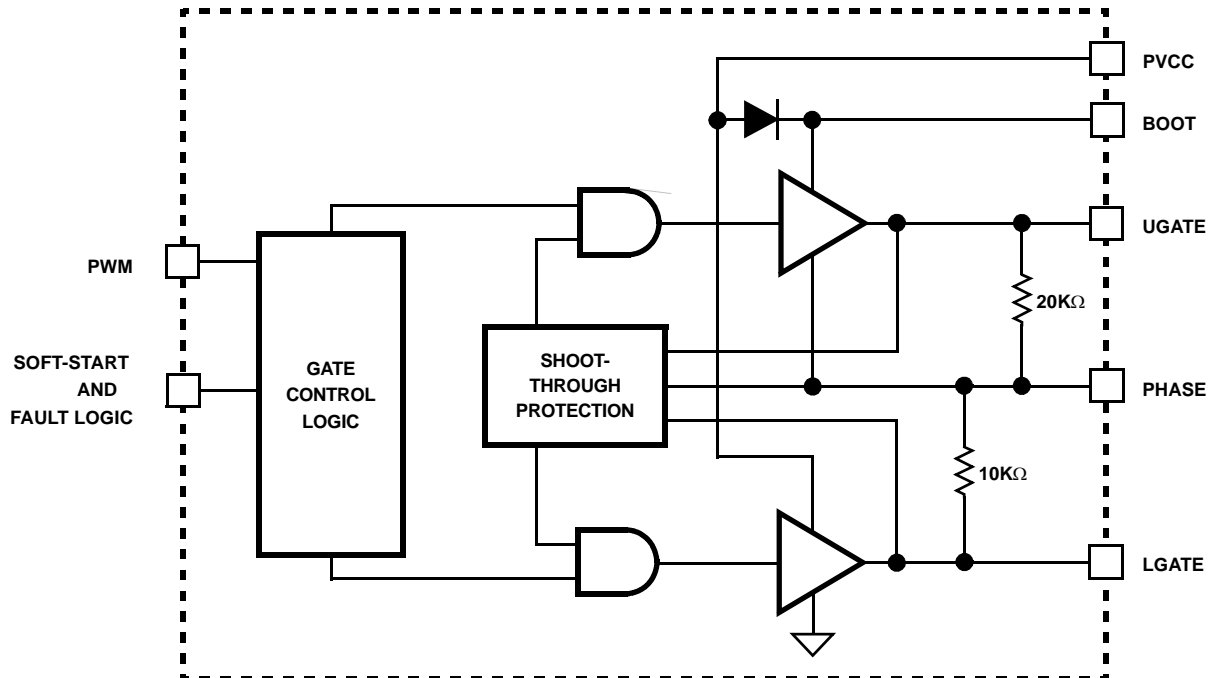 PVCC
BOOT
UGATE
PWM
20KΩ
SOFT-START
AND
FAULT LOGIC
GATE
CONTROL
LOGIC
SHOOT-
THROUGH
PROTECTION
PHASE
10KΩ
LGATE